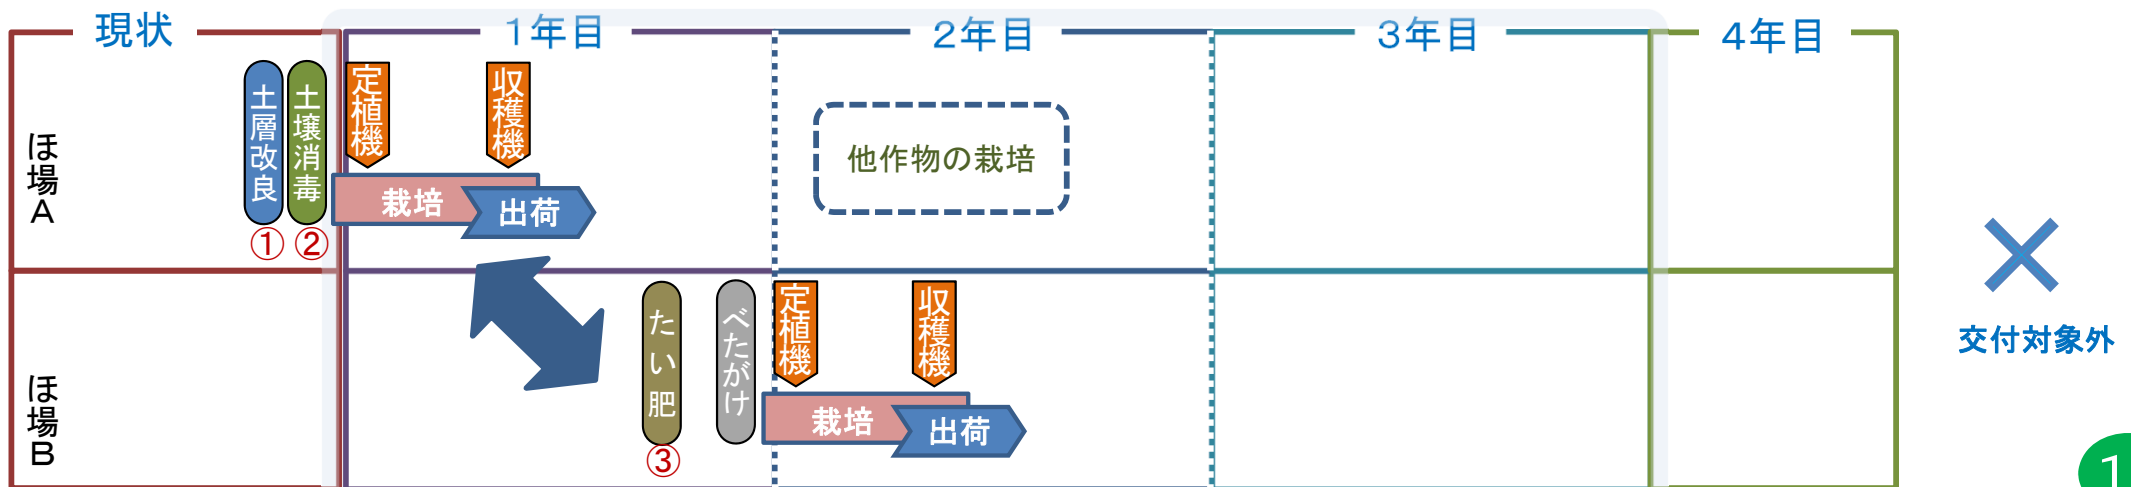 現状
1年目
2年目
3年目
4年目
ほ場A
土層改良
土壌消毒
定植機
収穫機
栽培
出荷
①
②
他作物の栽培
ほ場B
たい肥
べたがけ
定植機
収穫機
栽培
出荷
③
交付対象外
1